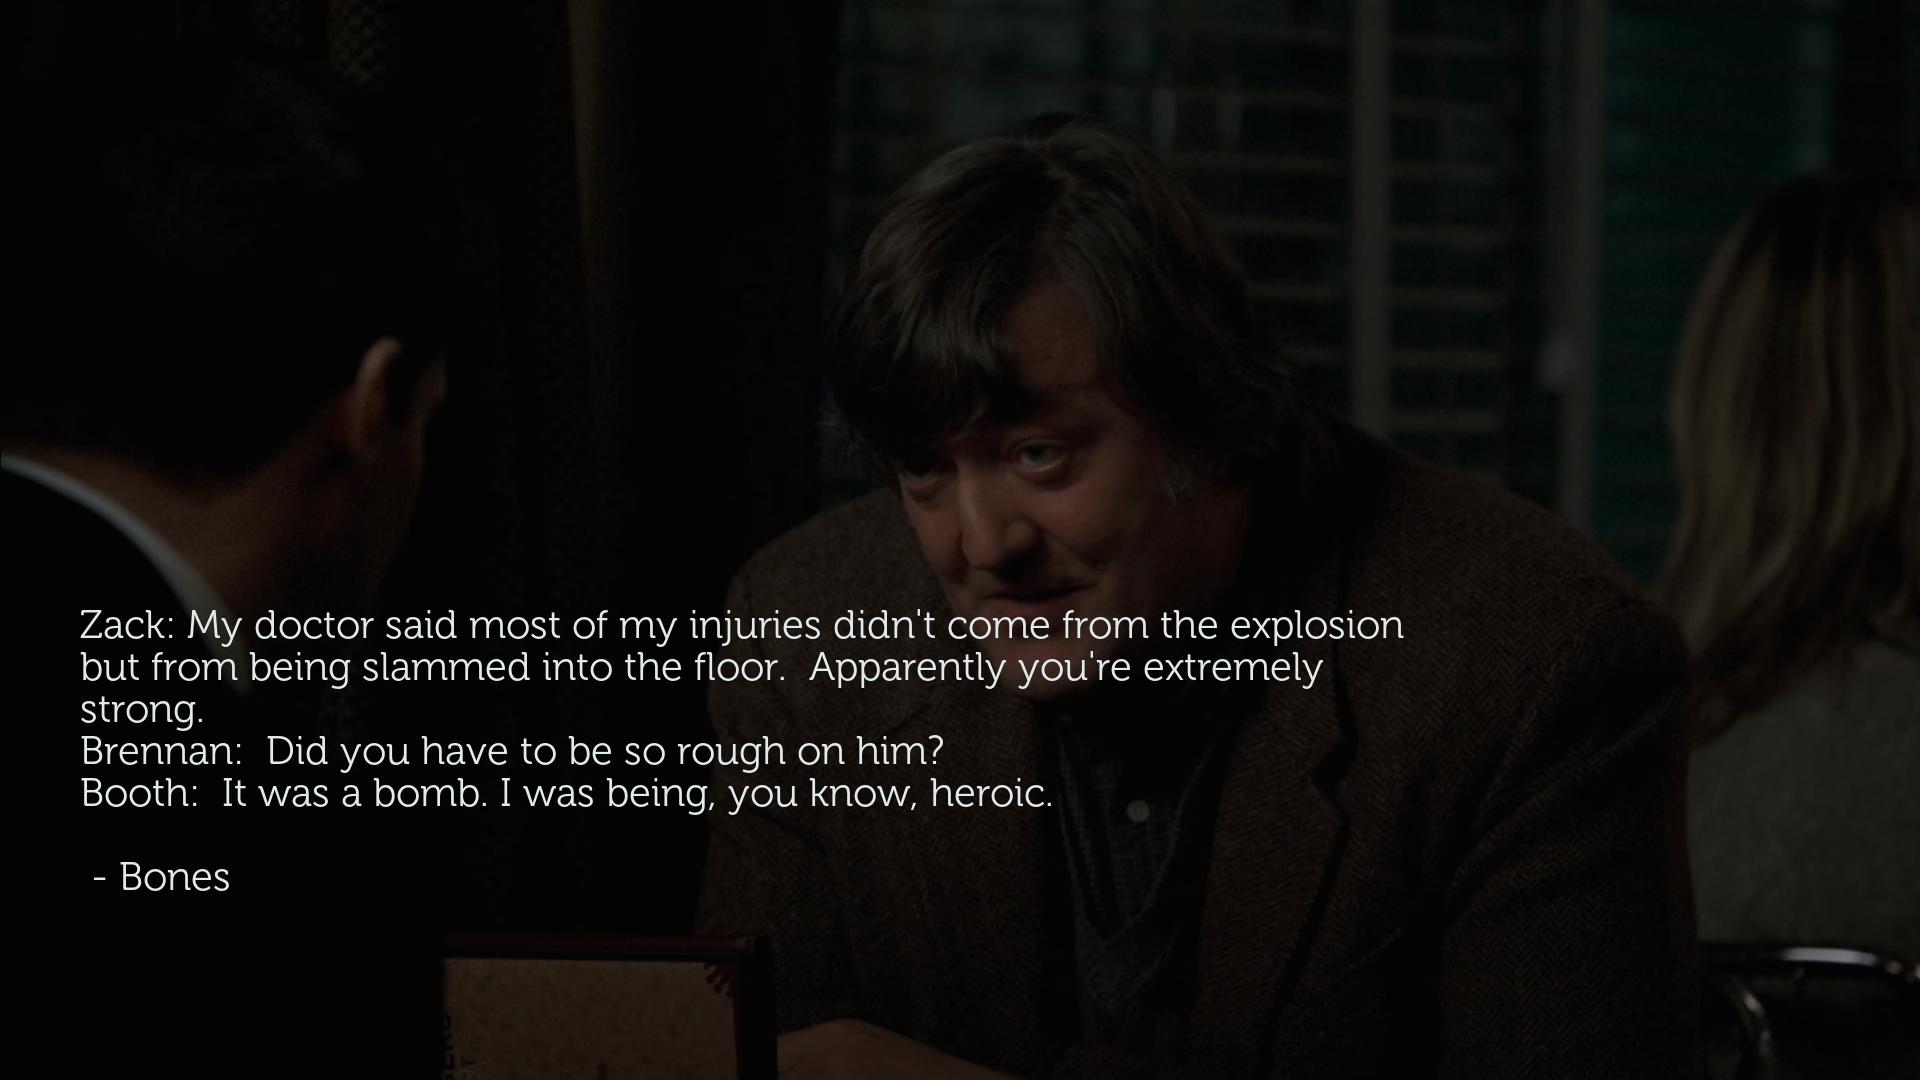 Zack: My doctor said most of my injuries didn't come from the explosion
but from being slammed into the floor.  Apparently you're extremely
strong.
Brennan:  Did you have to be so rough on him?
Booth:  It was a bomb. I was being, you know, heroic.
- Bones